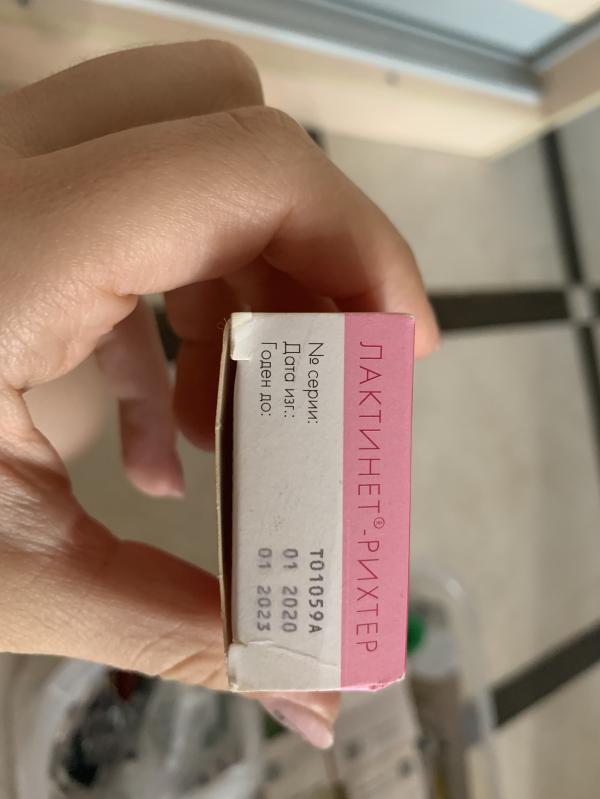 ЛАКТИНЕТ®-РИХТЕР
№ серии: T01059A
Дата изг.: 01 2020
Годен до: 01 2023